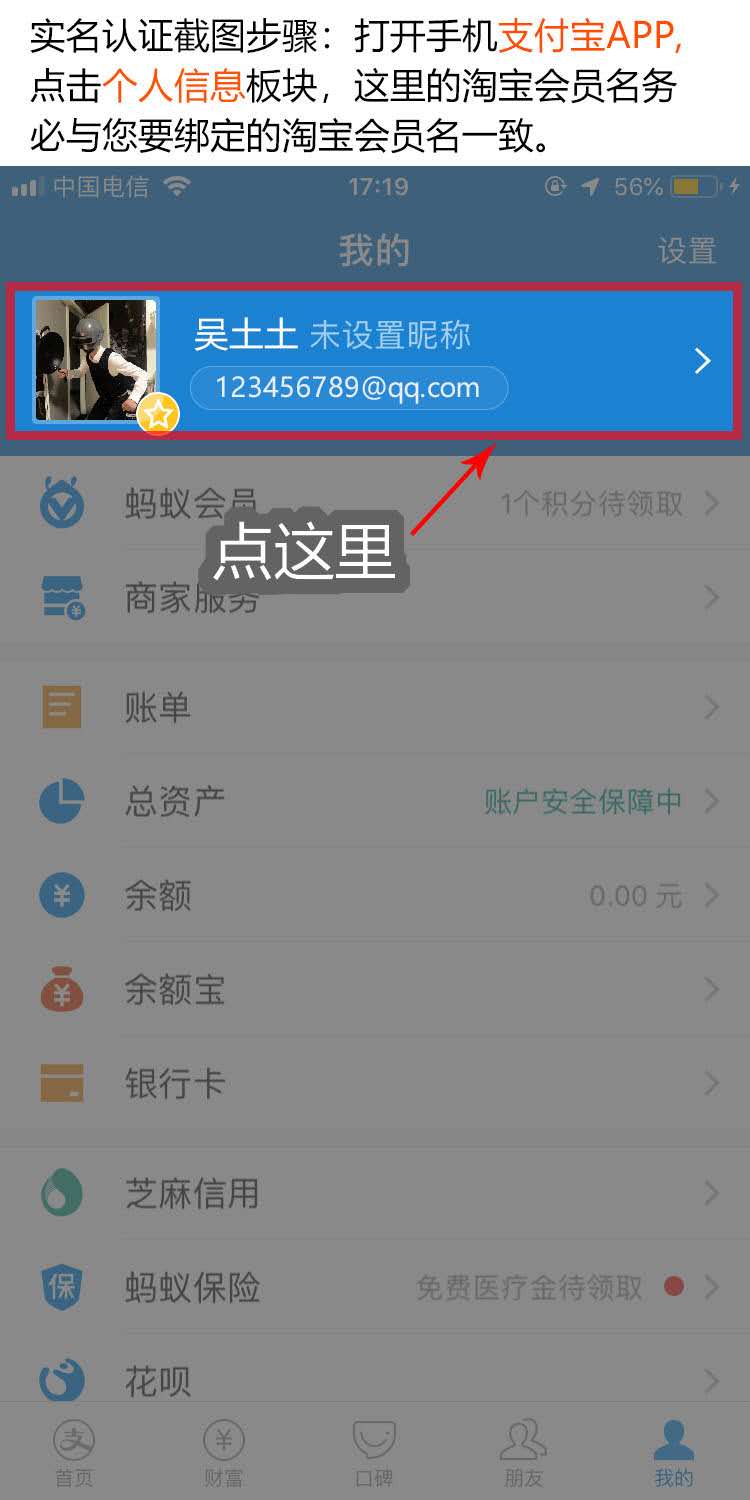 实名认证截图步骤：打开手机支付宝APP,
点击个人信息板块，这里的淘宝会员名务
必与您要绑定的淘宝会员名一致。
中国电信 17:19 56%
我的 设置
吴土土 未设置昵称
123456789@qq.com
蚂蚁会员 1个积分待领取
点这里
商家服务
账单
总资产 账户安全保障中
余额 0.00 元
余额宝
银行卡
芝麻信用
保 蚂蚁保险 免费医疗金待领取
花呗
支 ¥
首页 财富 口碑 朋友 我的